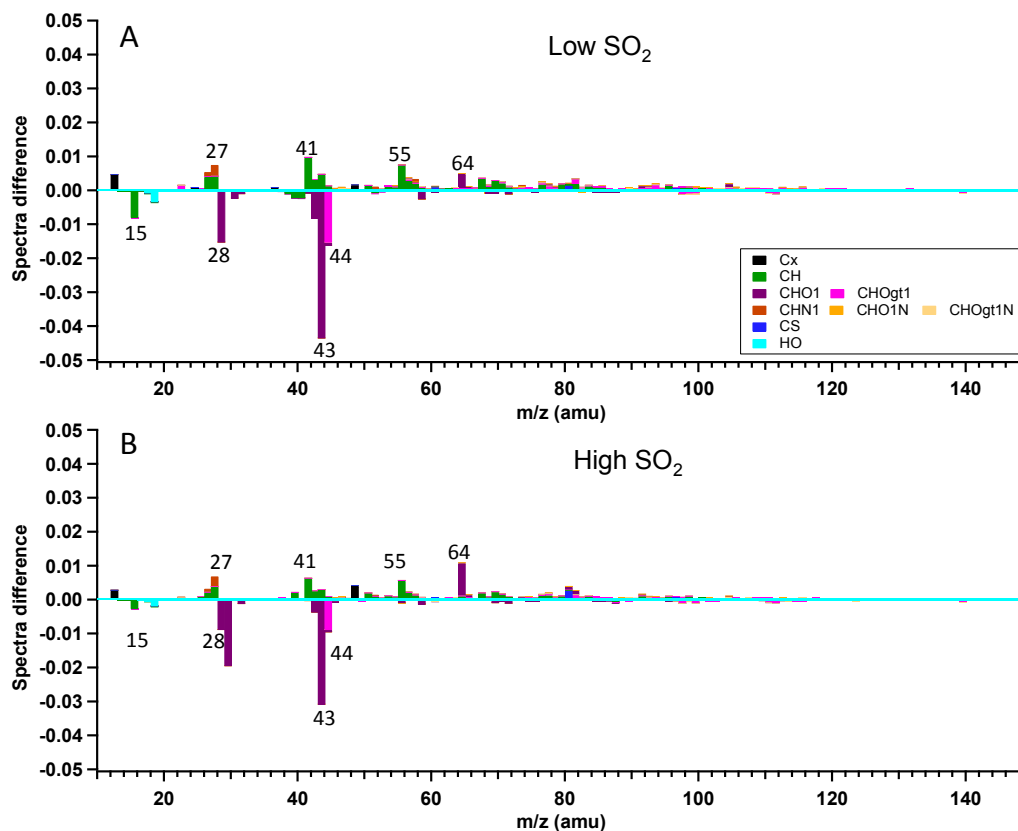 A
Low SO₂
Spectra difference
0.05
0.04
0.03
0.02
0.01
0.00
-0.01
-0.02
-0.03
-0.04
-0.05
27
41
55
64
15
28
44
43
Cx
CH
CHO1 CHOgt1
CHN1 CHO1N CHOgt1N
CS
HO
20 40 60 80 100 120 140
m/z (amu)
B
High SO₂
Spectra difference
0.05
0.04
0.03
0.02
0.01
0.00
-0.01
-0.02
-0.03
-0.04
-0.05
27
41
55
64
15
28
44
43
20 40 60 80 100 120 140
m/z (amu)